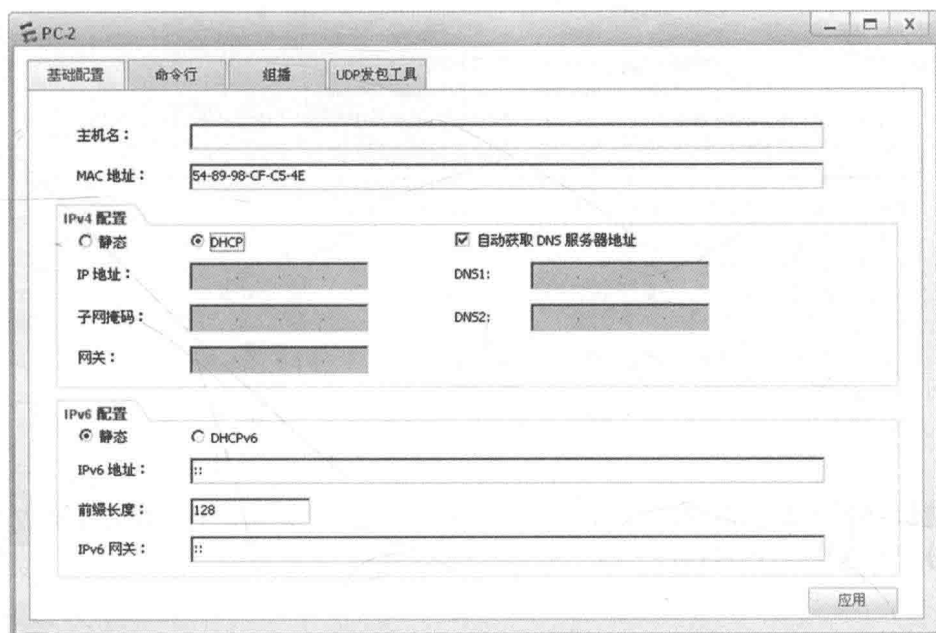 PC-2
基础配置 命令行 组播 UDP发包工具
主机名：
MAC 地址： 54-89-98-CF-C5-4E
IPv4 配置
静态 DHCP 自动获取 DNS 服务器地址
IP 地址： DNS1:
子网掩码： DNS2:
网关：
IPv6 配置
静态 DHCPv6
IPv6 地址： ::
前缀长度： 128
IPv6 网关： ::
应用